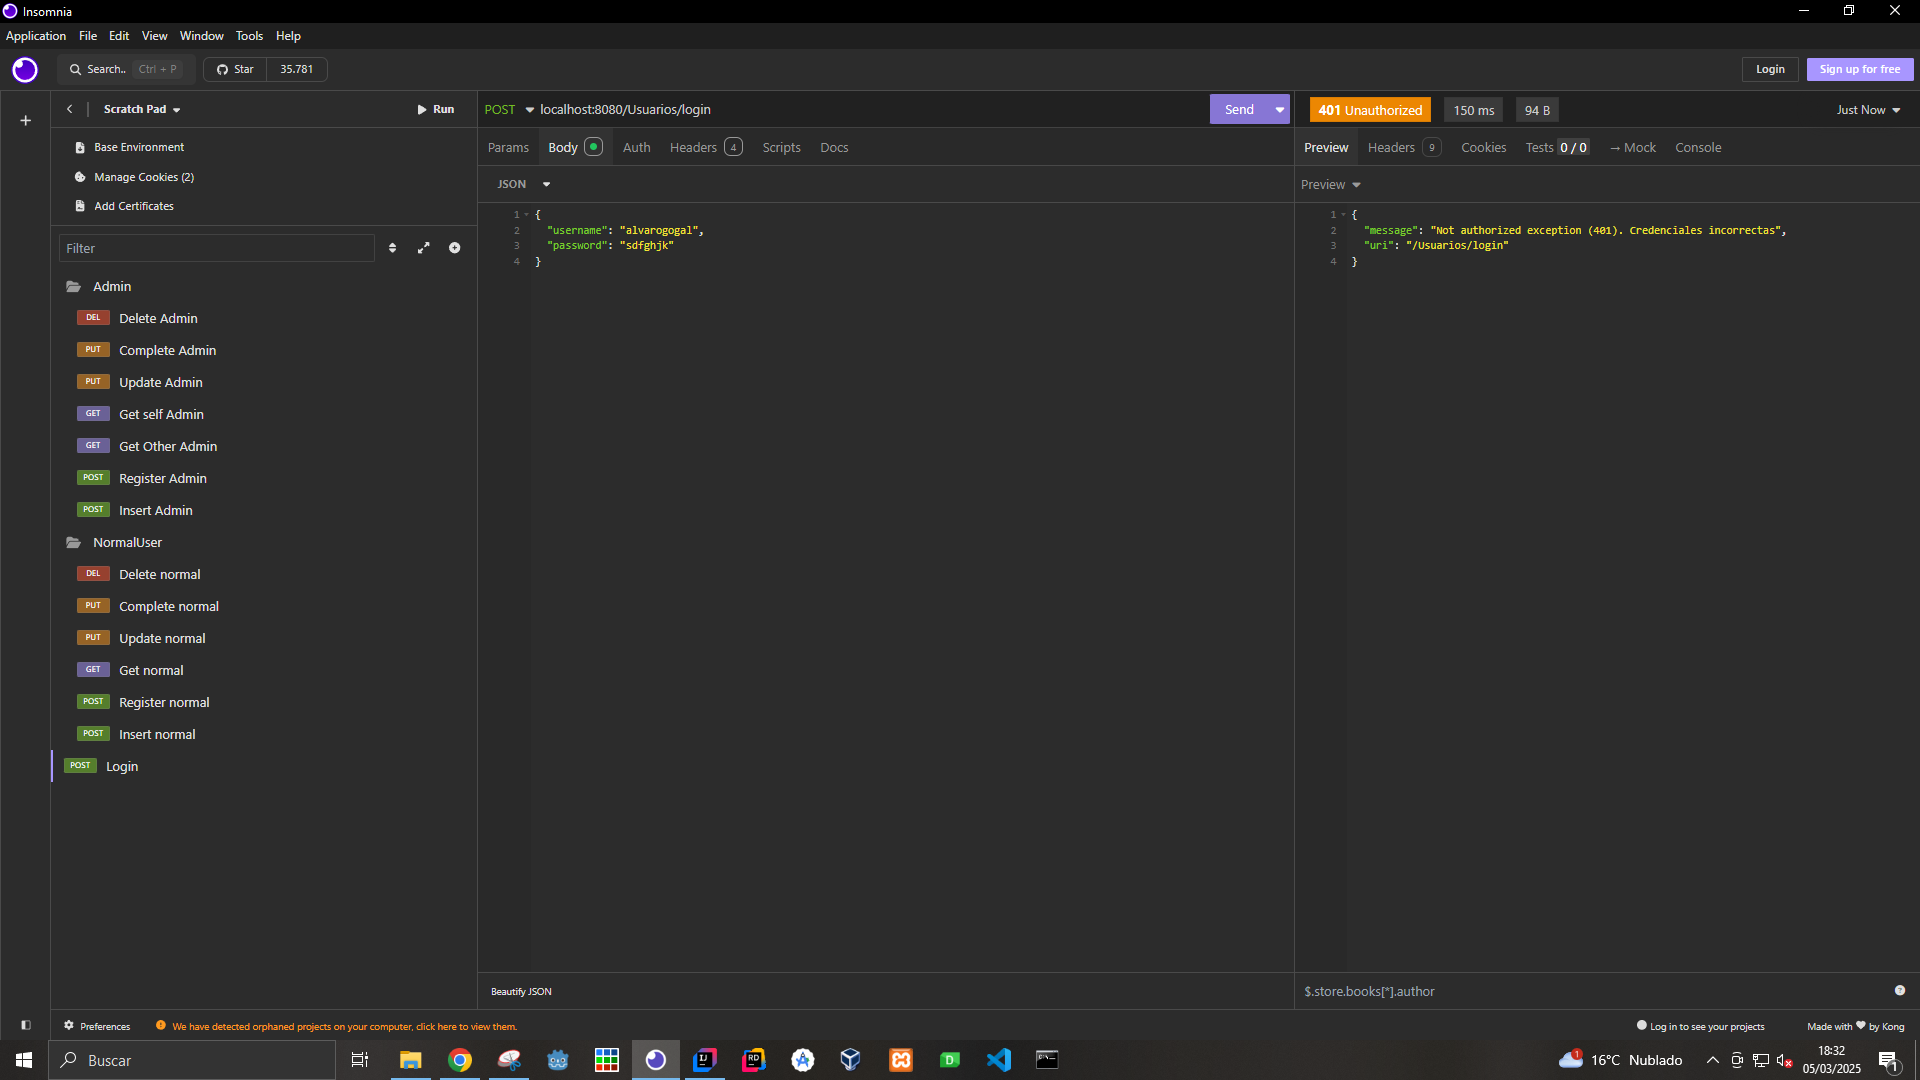 Insomnia
Application File Edit View Window Tools Help
Search.. Ctrl + P Star 35.781 Login Sign up for free
Scratch Pad Run
Base Environment
Manage Cookies (2)
Add Certificates
Filter
Admin
DEL Delete Admin
PUT Complete Admin
PUT Update Admin
GET Get self Admin
GET Get Other Admin
POST Register Admin
POST Insert Admin
NormalUser
DEL Delete normal
PUT Complete normal
PUT Update normal
GET Get normal
POST Register normal
POST Insert normal
POST Login
POST localhost:8080/Usuarios/login Send
Params Body Auth Headers 4 Scripts Docs
JSON
1 {
2 "username": "alvarogogal",
3 "password": "sdfghjk"
4 }
Beautify JSON
401 Unauthorized 150 ms 94 B Just Now
Preview Headers 9 Cookies Tests 0 / 0 → Mock Console
Preview
1 {
2 "message": "Not authorized exception (401). Credenciales incorrectas",
3 "uri": "/Usuarios/login"
4 }
$.store.books[*].author
Preferences We have detected orphaned projects on your computer, click here to view them. Log in to see your projects Made with ♥ by Kong
Buscar IJ RD D 1 16°C Nublado 18:32
05/03/2025 1